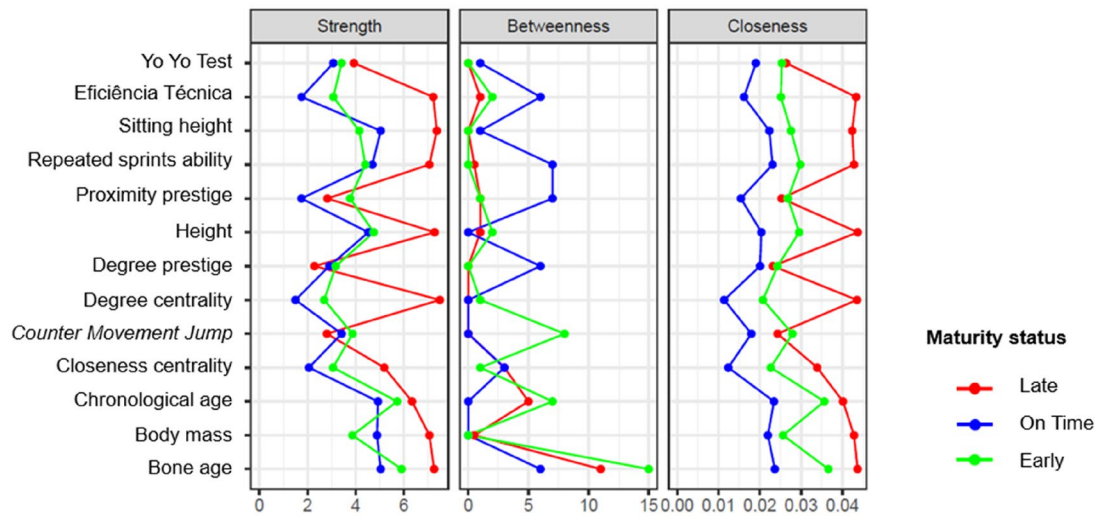 Strength Betweenness Closeness
Yo Yo Test
Eficiência Técnica
Sitting height
Repeated sprints ability
Proximity prestige
Height
Degree prestige
Degree centrality
Counter Movement Jump
Closeness centrality
Chronological age
Body mass
Bone age
0 2 4 6 0 5 10 15 0.00 0.01 0.02 0.03 0.04
Maturity status
Late
On Time
Early